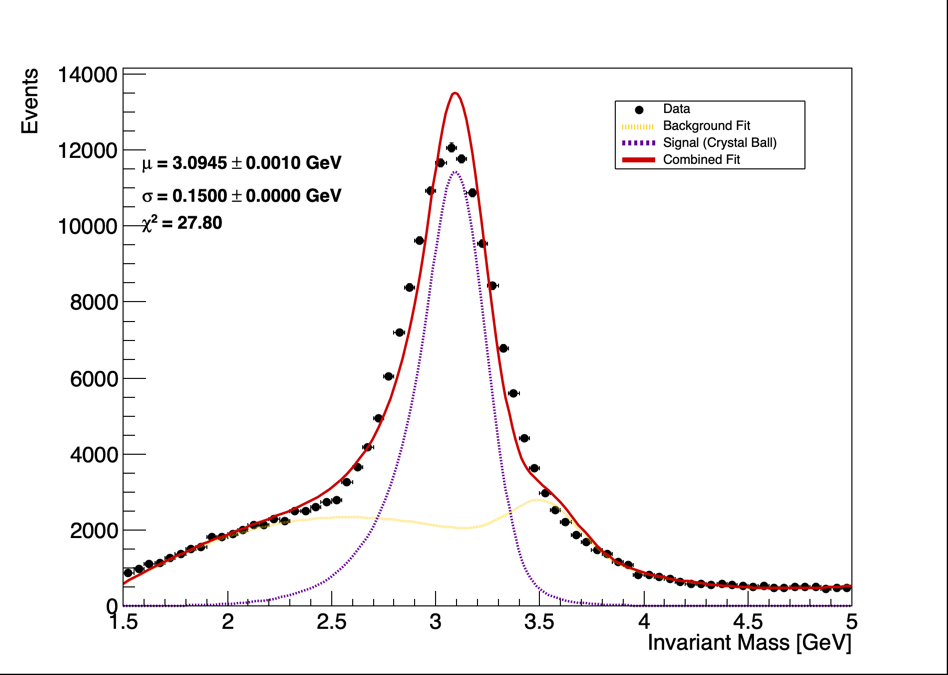 Events
14000
12000
10000
8000
6000
4000
2000
0
μ = 3.0945 ± 0.0010 GeV
σ = 0.1500 ± 0.0000 GeV
χ² = 27.80
Data
Background Fit
Signal (Crystal Ball)
Combined Fit
1.5 2 2.5 3 3.5 4 4.5 5
Invariant Mass [GeV]